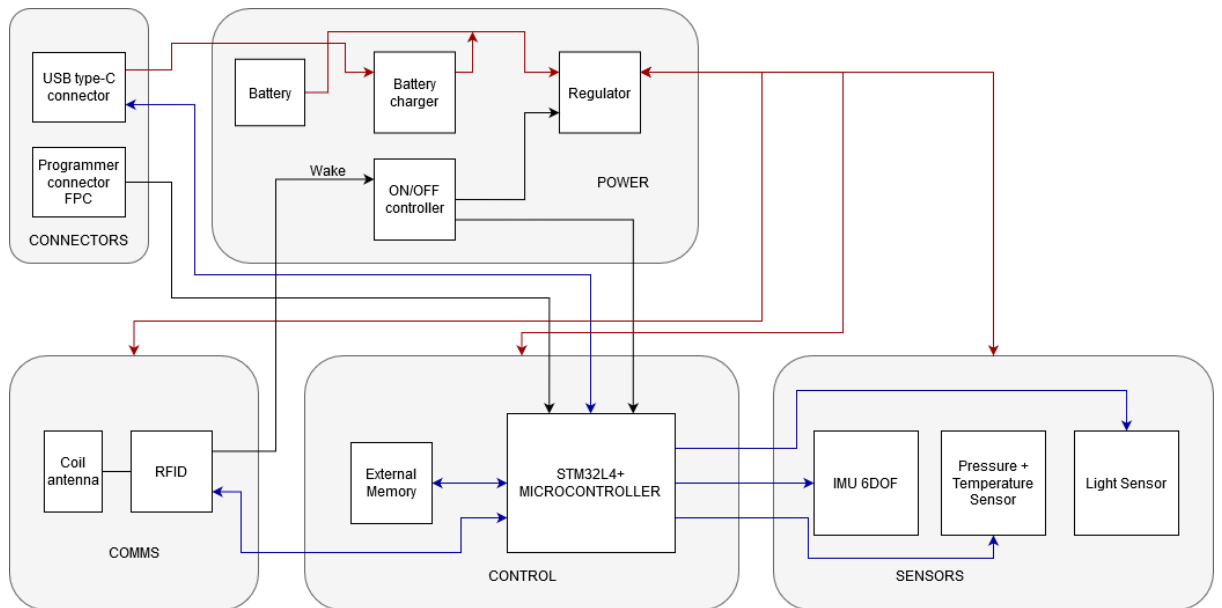 USB type-C
connector
Programmer
connector
FPC
CONNECTORS
Battery
Battery
charger
Regulator
Wake
ON/OFF
controller
POWER
Coil
antenna
RFID
COMMS
External
Memory
STM32L4+
MICROCONTROLLER
CONTROL
IMU 6DOF
Pressure +
Temperature
Sensor
Light Sensor
SENSORS